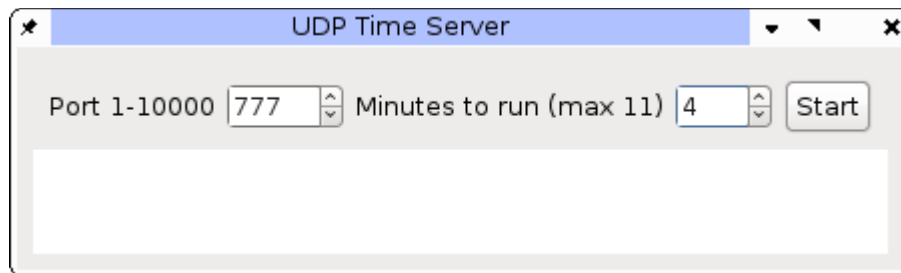 UDP Time Server
Port 1-10000 777 Minutes to run (max 11) 4 Start